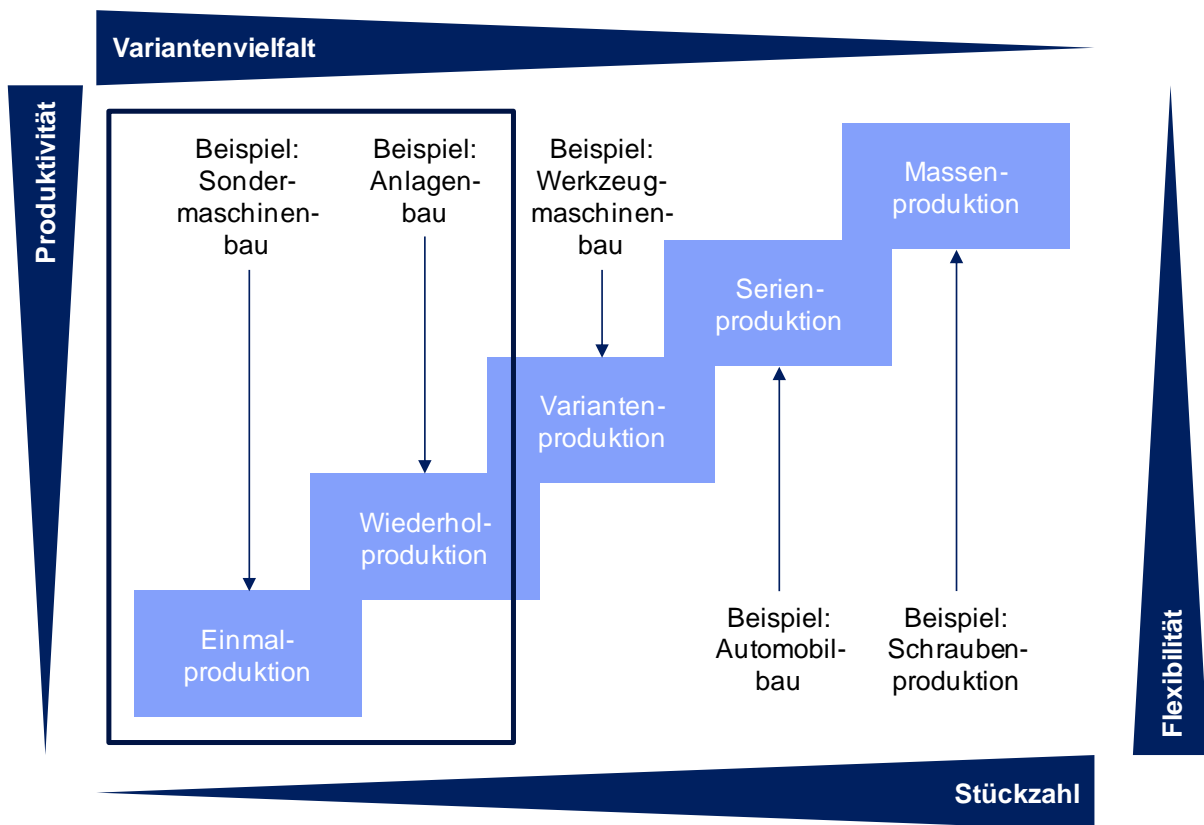 Variantenvielfalt
Produktivität
Beispiel:
Sonder-
maschinen-
bau
Beispiel:
Anlagen-
bau
Beispiel:
Werkzeug-
maschinen-
bau
Massen-
produktion
Serien-
produktion
Varianten-
produktion
Wiederhol-
produktion
Einmal-
produktion
Beispiel:
Automobil-
bau
Beispiel:
Schrauben-
produktion
Flexibilität
Stückzahl